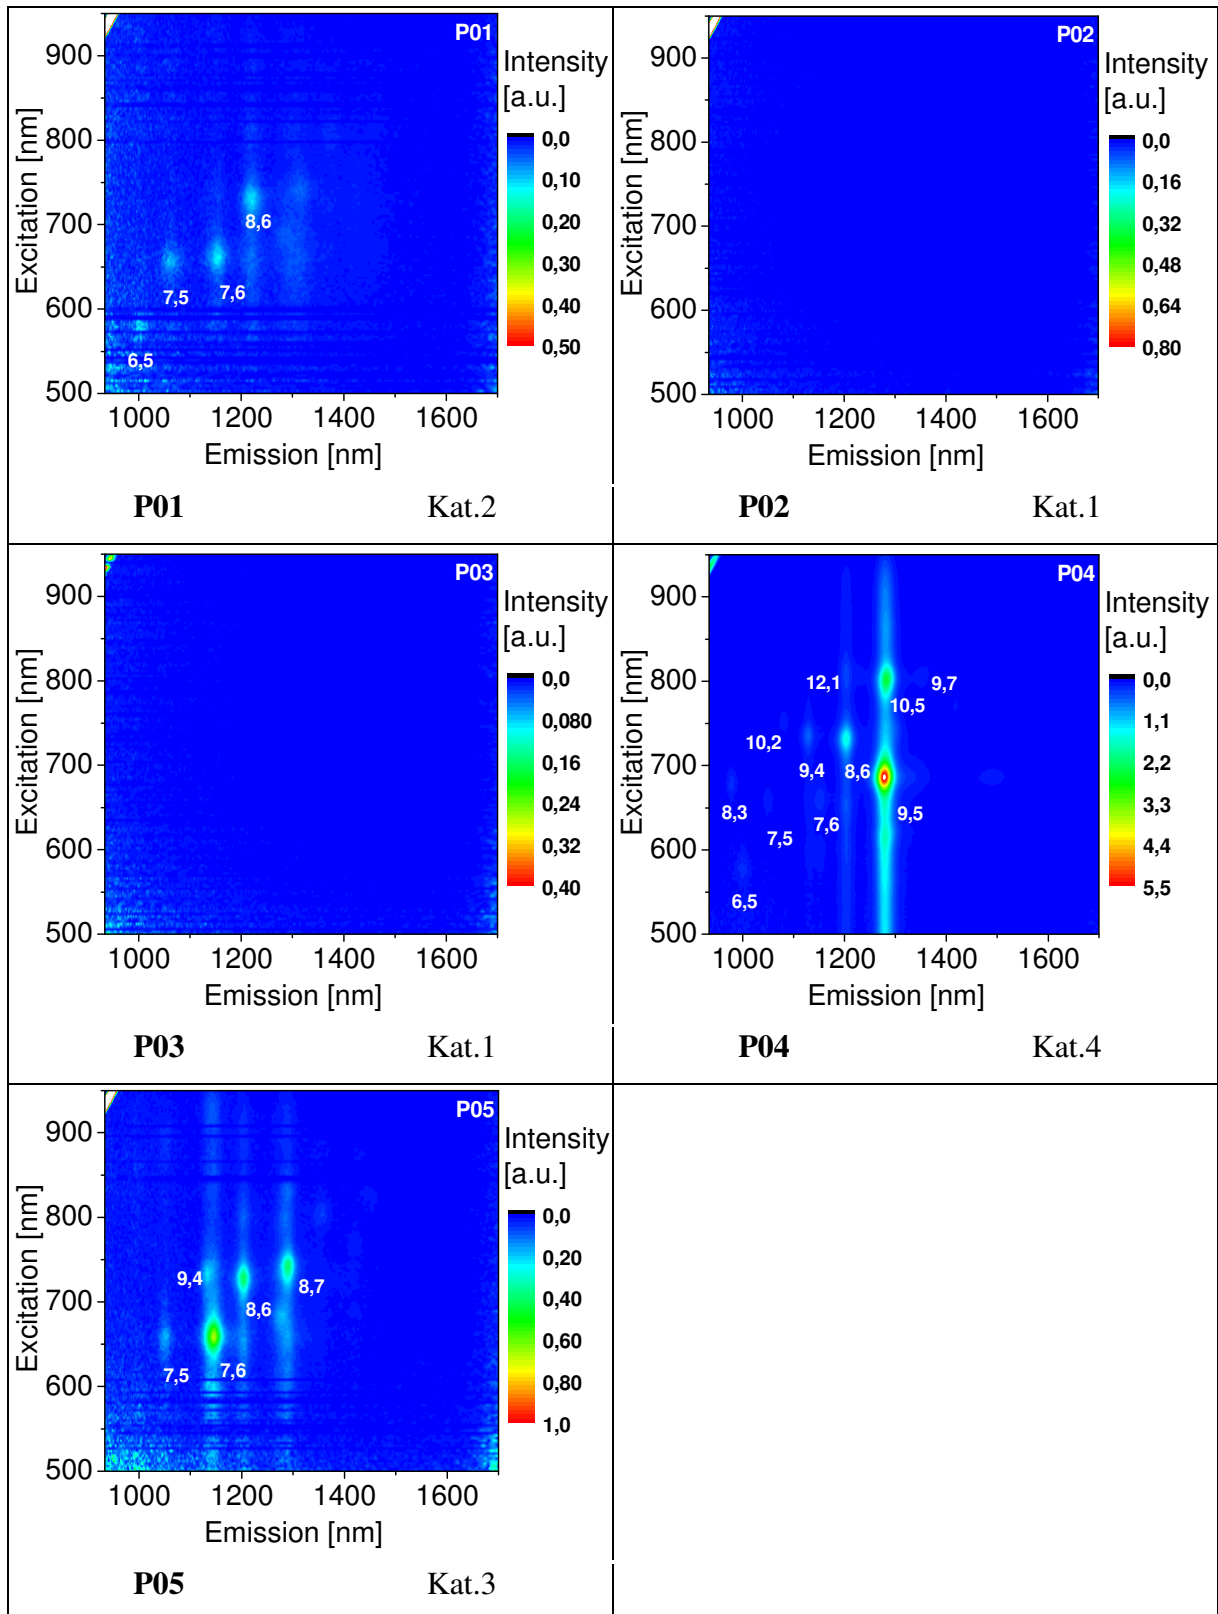 P01
Intensity
[a.u.]
0,0
0,10
0,20
0,30
0,40
0,50
900
800
700
600
500
Excitation [nm]
8,6
7,5
7,6
6,5
1000 1200 1400 1600
Emission [nm]
P01 Kat.2
P02
Intensity
[a.u.]
0,0
0,16
0,32
0,48
0,64
0,80
900
800
700
600
500
Excitation [nm]
1000 1200 1400 1600
Emission [nm]
P02 Kat.1
P03
Intensity
[a.u.]
0,0
0,080
0,16
0,24
0,32
0,40
900
800
700
600
500
Excitation [nm]
1000 1200 1400 1600
Emission [nm]
P03 Kat.1
P04
Intensity
[a.u.]
0,0
1,1
2,2
3,3
4,4
5,5
900
800
700
600
500
Excitation [nm]
12,1 9,7
10,5
10,2
9,4 8,6
8,3 7,6 9,5
7,5
6,5
1000 1200 1400 1600
Emission [nm]
P04 Kat.4
P05
Intensity
[a.u.]
0,0
0,20
0,40
0,60
0,80
1,0
900
800
700
600
500
Excitation [nm]
9,4 8,7
8,6
7,5 7,6
1000 1200 1400 1600
Emission [nm]
P05 Kat.3